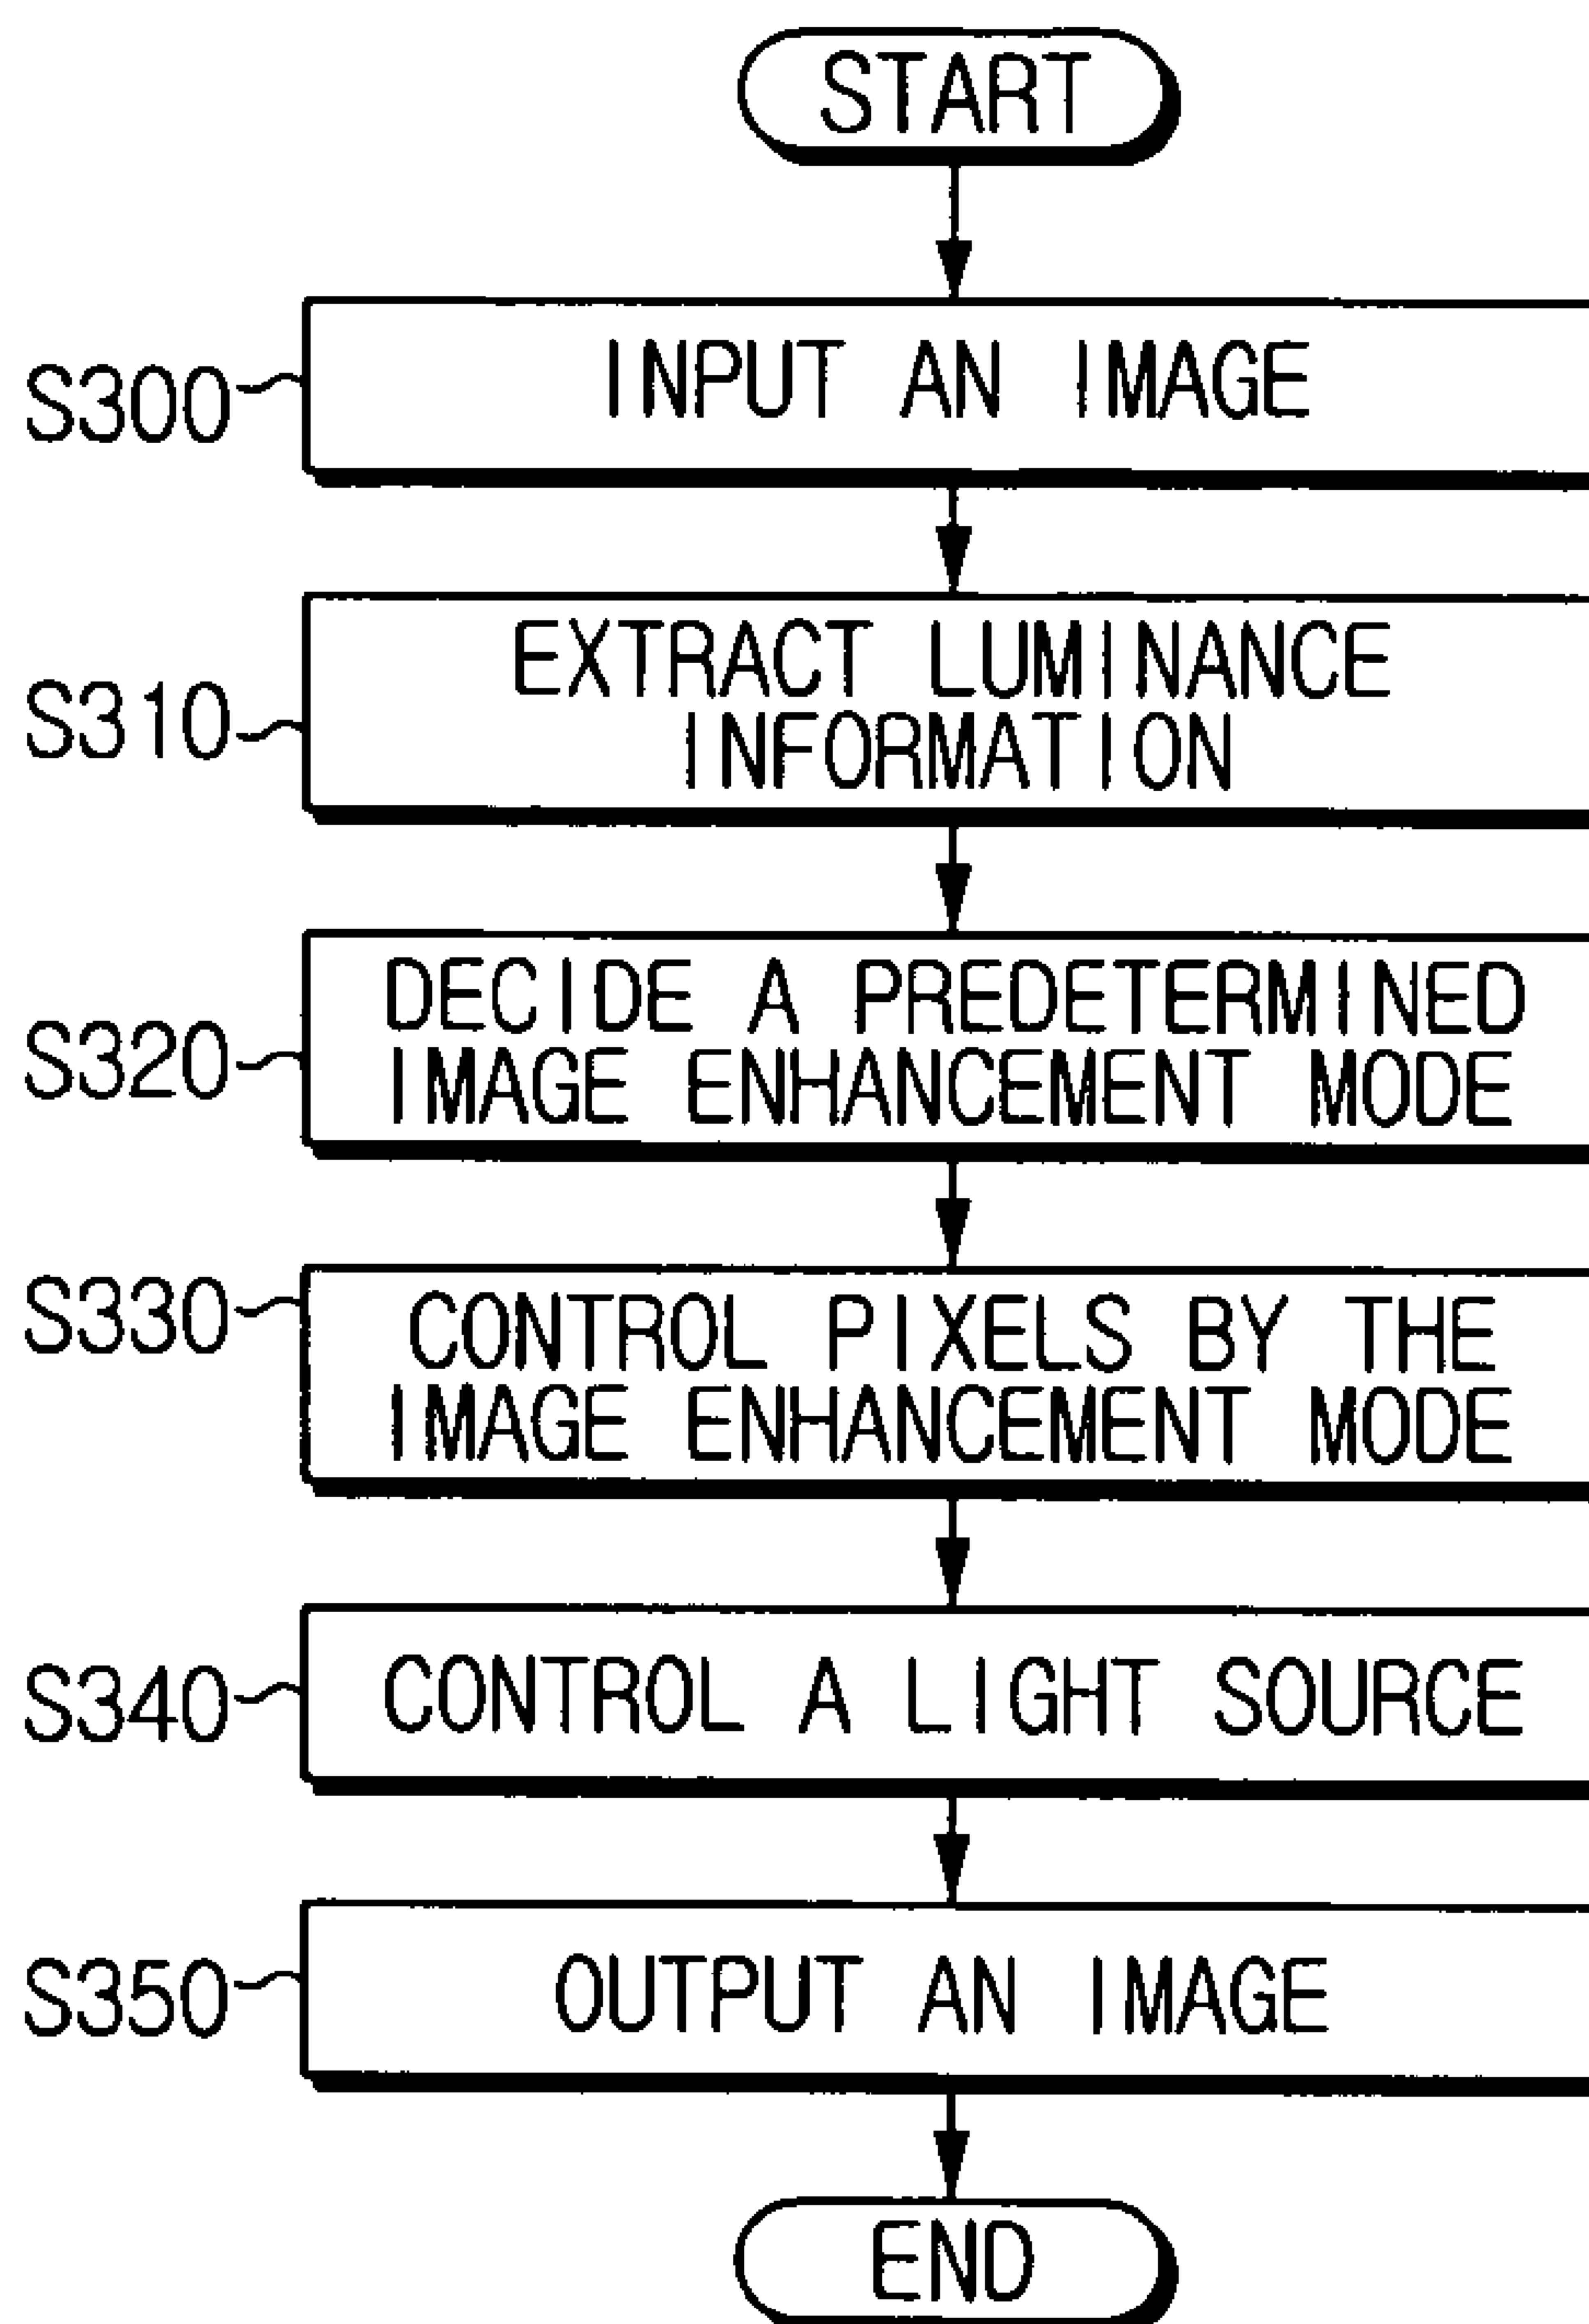 START
S300
INPUT AN IMAGE
S310
EXTRACT LUMINANCE
INFORMATION
S320
DECIDE A PREDETERMINED
IMAGE ENHANCEMENT MODE
S330
CONTROL PIXELS BY THE
IMAGE ENHANCEMENT MODE
S340
CONTROL A LIGHT SOURCE
S350
OUTPUT AN IMAGE
END